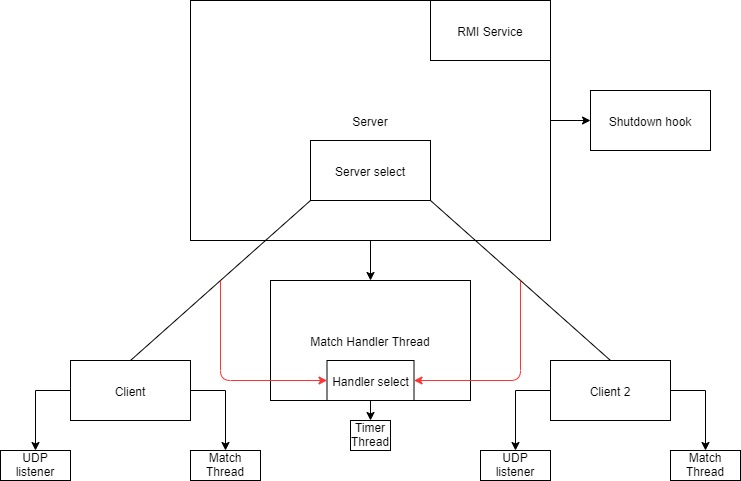 RMI Service
Server
Shutdown hook
Server select
Match Handler Thread
Handler select
Client
Client 2
Timer
Thread
UDP
listener
Match
Thread
UDP
listener
Match
Thread